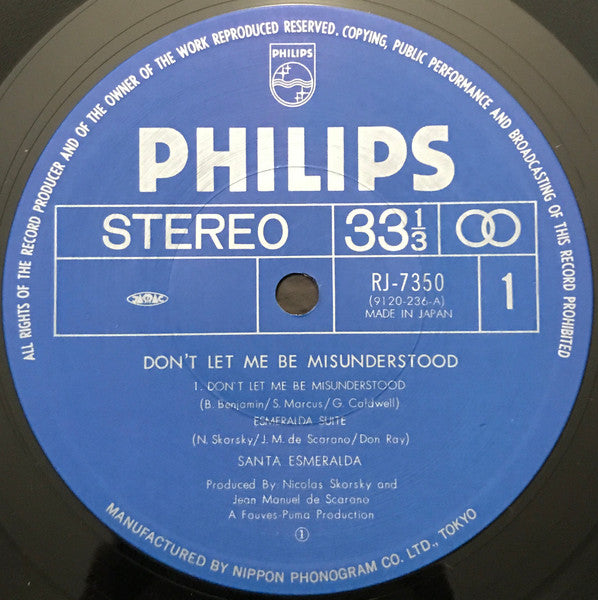 ALL RIGHTS OF THE RECORD PRODUCER AND OF THE OWNER OF THE WORK REPRODUCED RESERVED. COPYING, PUBLIC PERFORMANCE AND BROADCASTING OF THIS RECORD PROHIBITED
PHILIPS
PHILIPS
STEREO 33 1/3
JASRAC RJ-7350 1
(9120-236-A)
MADE IN JAPAN
DON'T LET ME BE MISUNDERSTOOD
1. DON'T LET ME BE MISUNDERSTOOD
(B. Benjamin/S. Marcus/G. Caldwell)
ESMERALDA SUITE
(N. Skorsky/J. M. de Scarano/Don Ray)
SANTA ESMERALDA
Produced By: Nicolas Skorsky and
Jean Manuel de Scarano
A Fauves-Puma Production
①
MANUFACTURED BY NIPPON PHONOGRAM CO. LTD., TOKYO